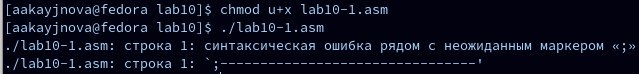 [aakayjnova@fedora lab10]$ chmod u+x lab10-1.asm
[aakayjnova@fedora lab10]$ ./lab10-1.asm
./lab10-1.asm: строка 1: синтаксическая ошибка рядом с неожиданным маркером «;»
./lab10-1.asm: строка 1: `;--------------------------------'